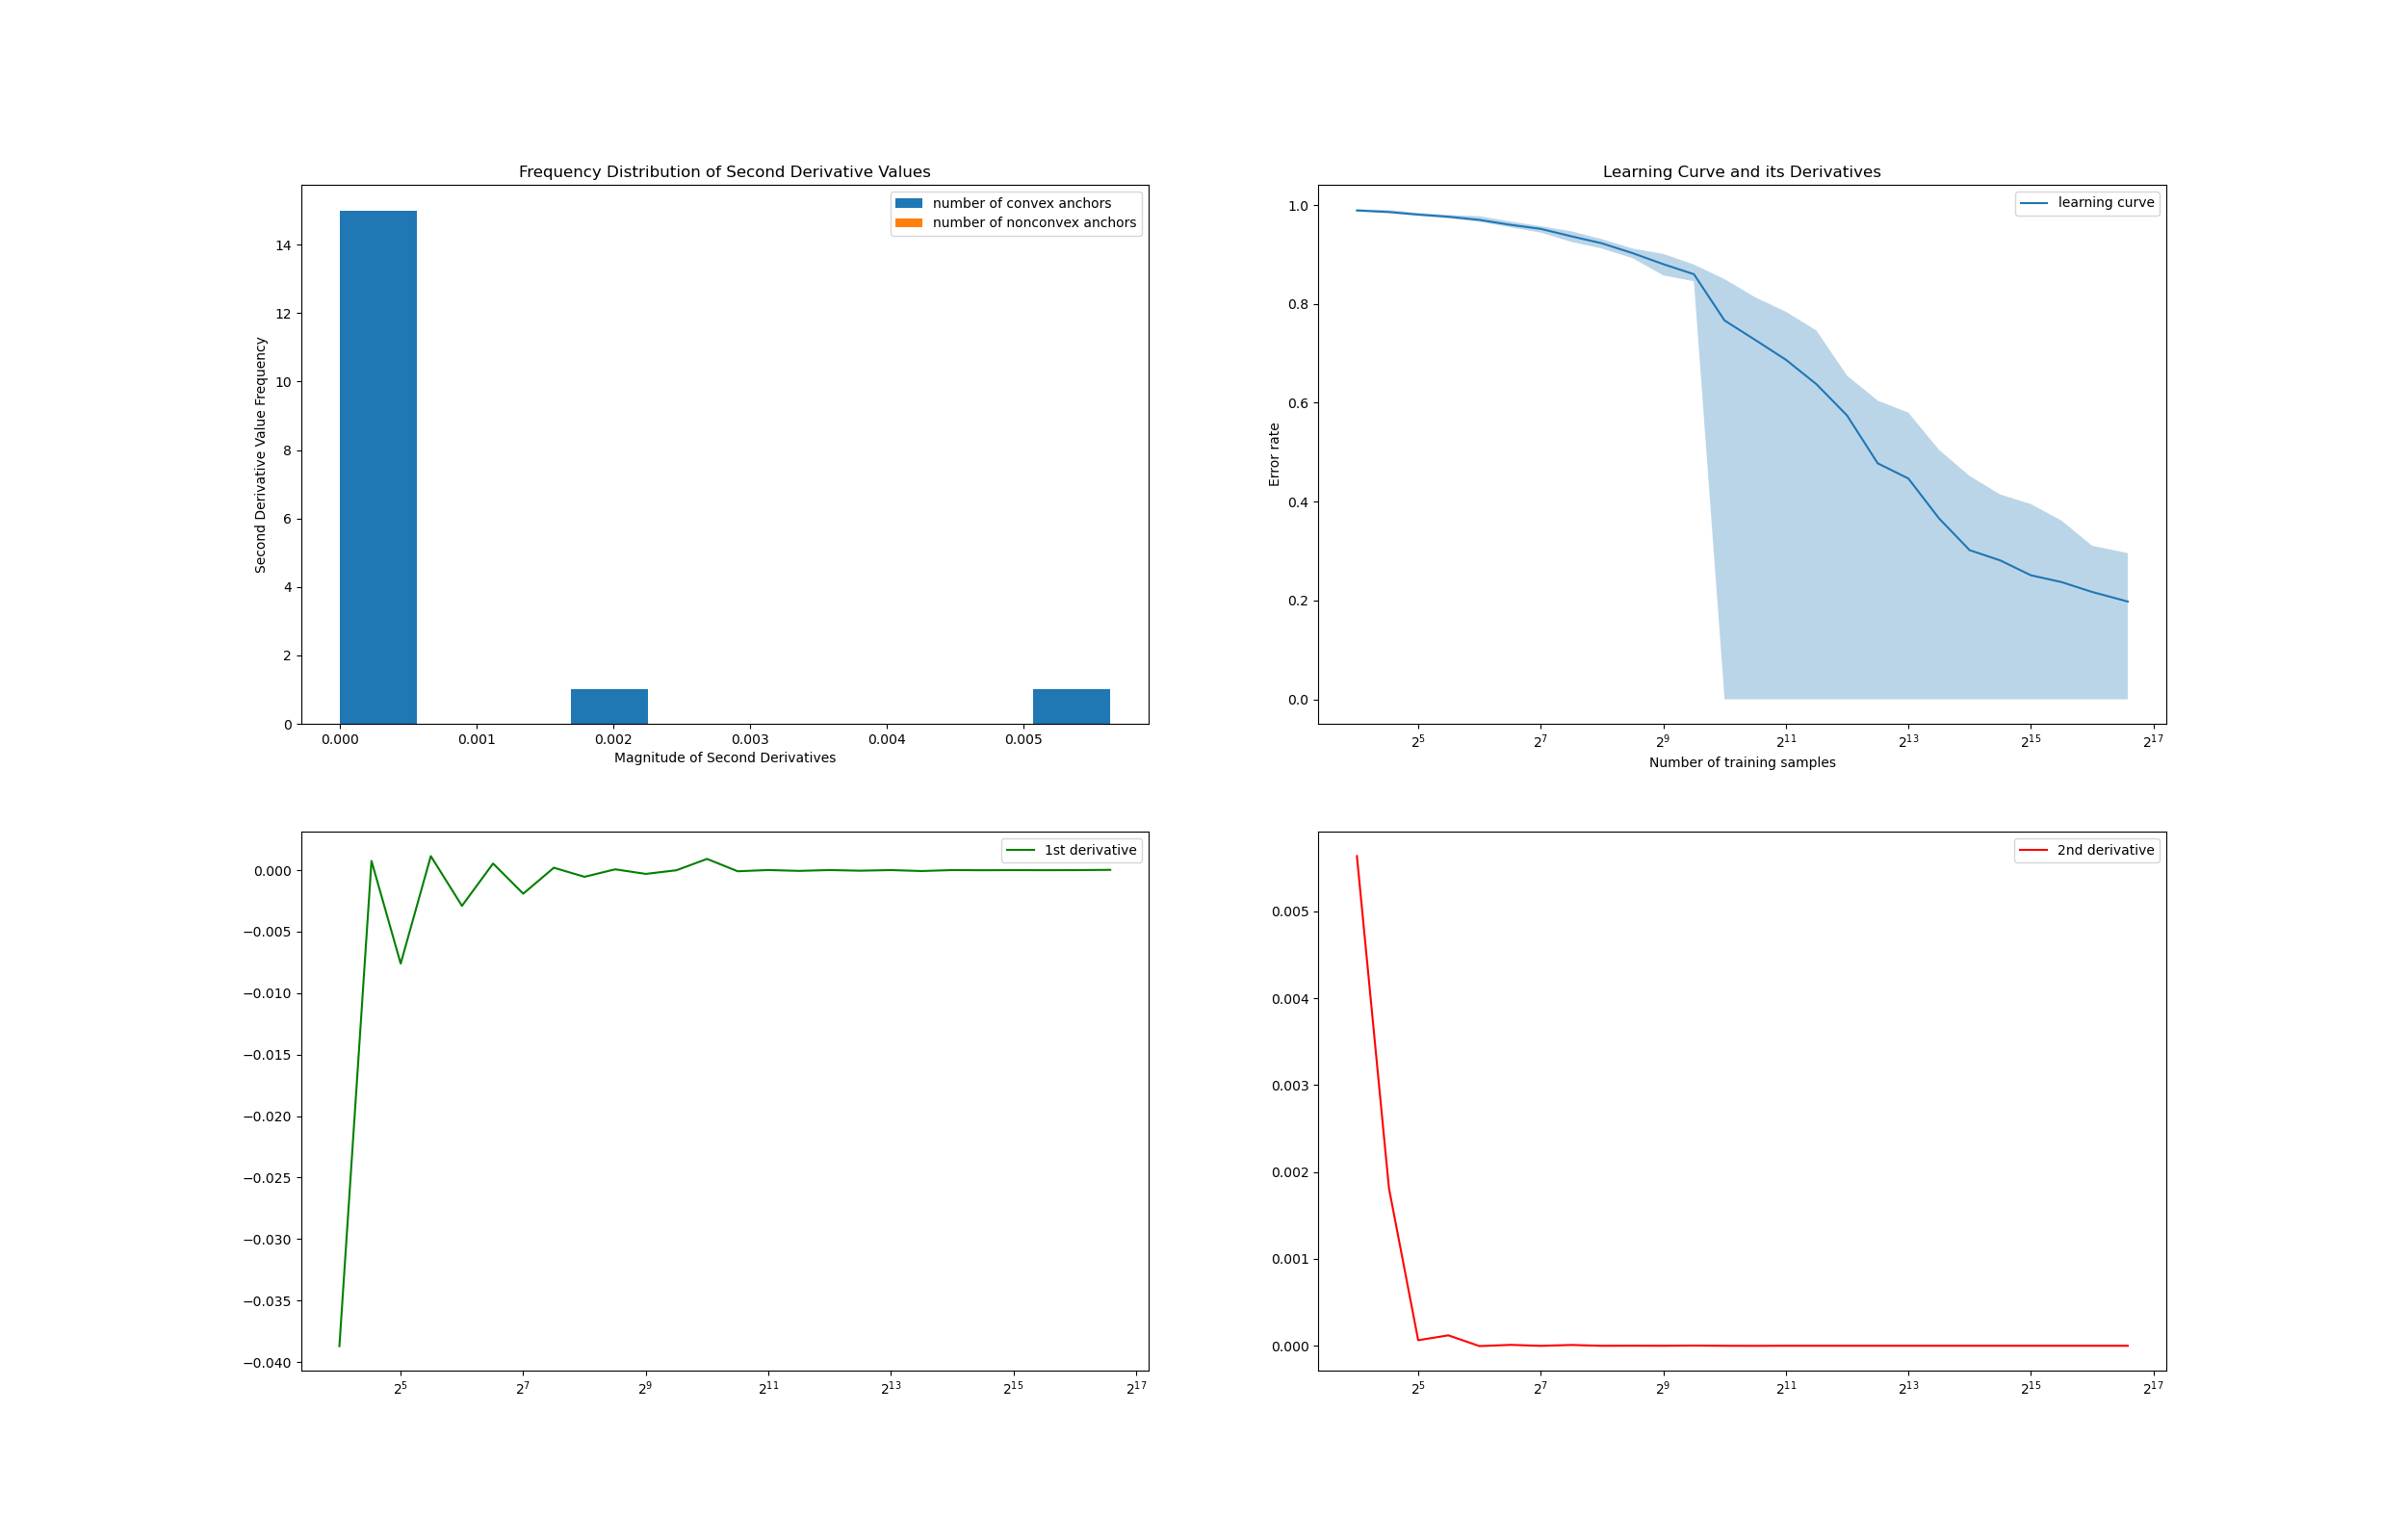 Frequency Distribution of Second Derivative Values
number of convex anchors
number of nonconvex anchors
Second Derivative Value Frequency
14
12
10
8
6
4
2
0
0.000 0.001 0.002 0.003 0.004 0.005
Magnitude of Second Derivatives
Learning Curve and its Derivatives
learning curve
Error rate
1.0
0.8
0.6
0.4
0.2
0.0
2^5 2^7 2^9 2^11 2^13 2^15 2^17
Number of training samples
1st derivative
0.000
−0.005
−0.010
−0.015
−0.020
−0.025
−0.030
−0.035
−0.040
2^5 2^7 2^9 2^11 2^13 2^15 2^17
2nd derivative
0.005
0.004
0.003
0.002
0.001
0.000
2^5 2^7 2^9 2^11 2^13 2^15 2^17